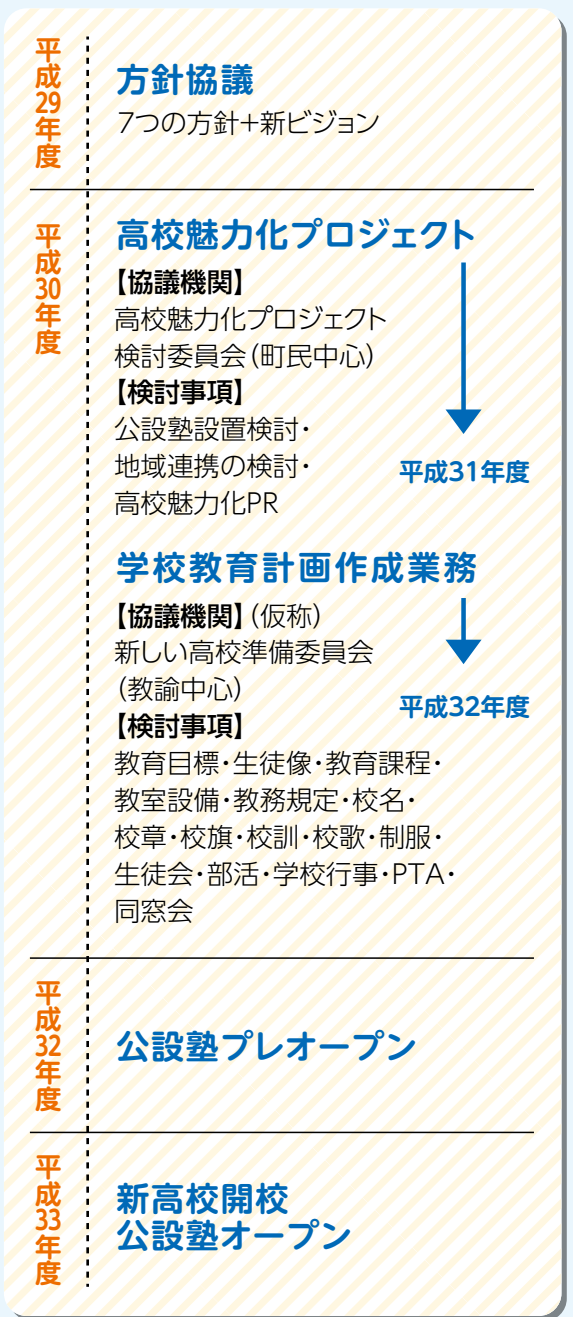 平成29年度
方針協議
7つの方針＋新ビジョン
平成30年度
高校魅力化プロジェクト
【協議機関】
高校魅力化プロジェクト
検討委員会（町民中心）
【検討事項】
公設塾設置検討・
地域連携の検討・
高校魅力化PR
平成31年度
学校教育計画作成業務
【協議機関】（仮称）
新しい高校準備委員会
（教諭中心）
平成32年度
【検討事項】
教育目標・生徒像・教育課程・
教室設備・教務規定・校名・
校章・校旗・校訓・校歌・制服・
生徒会・部活・学校行事・PTA・
同窓会
平成32年度
公設塾プレオープン
平成33年度
新高校開校
公設塾オープン